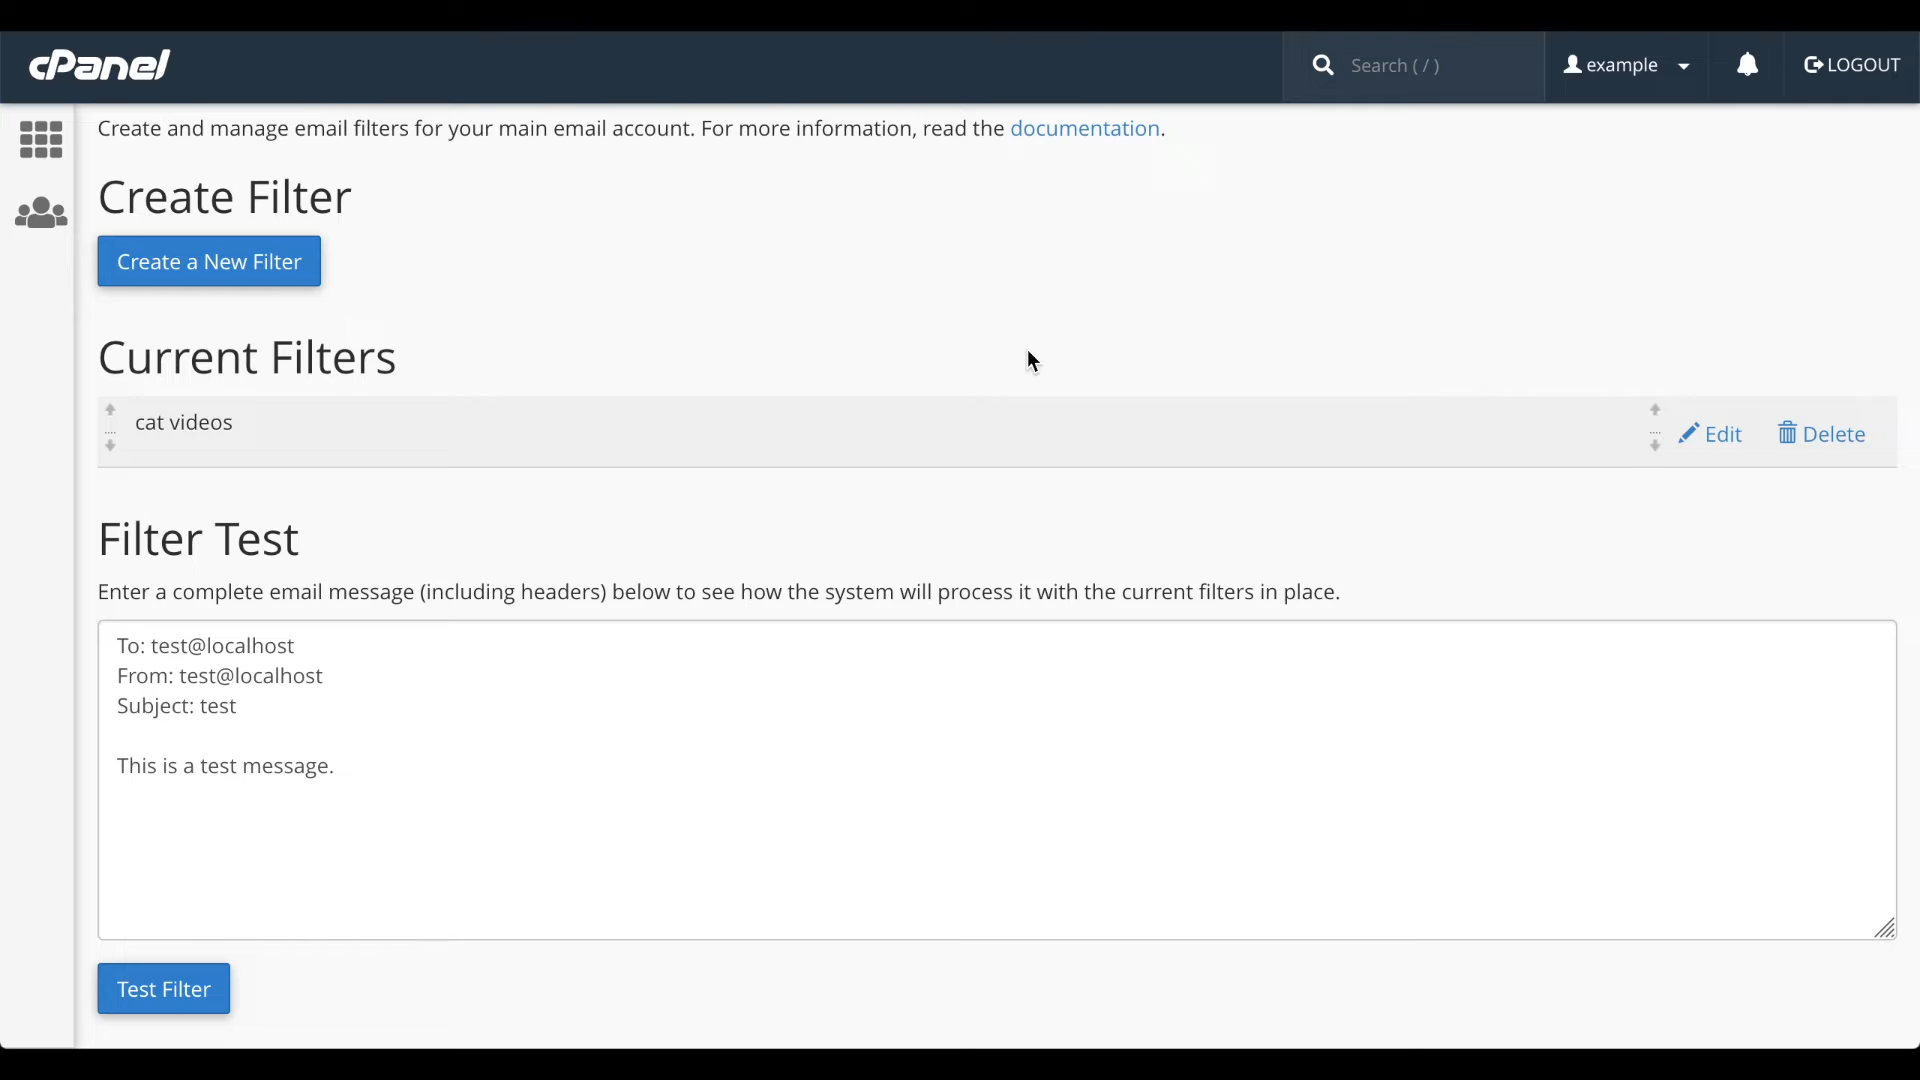 cPanel
Search ( / )
example
LOGOUT
Create and manage email filters for your main email account. For more information, read the documentation.
Create Filter
Create a New Filter
Current Filters
cat videos
Edit
Delete
Filter Test
Enter a complete email message (including headers) below to see how the system will process it with the current filters in place.
To: test@localhost
From: test@localhost
Subject: test
This is a test message.
Test Filter